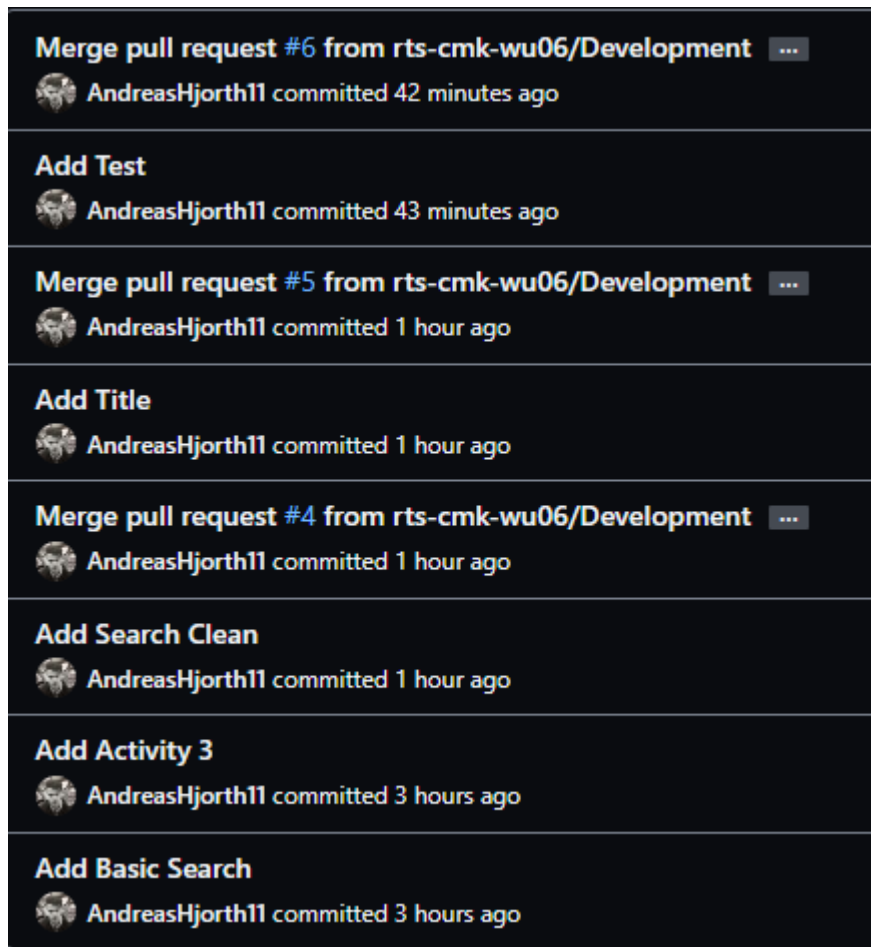 Merge pull request #6 from rts-cmk-wu06/Development ...
AndreasHjorth11 committed 42 minutes ago
Add Test
AndreasHjorth11 committed 43 minutes ago
Merge pull request #5 from rts-cmk-wu06/Development ...
AndreasHjorth11 committed 1 hour ago
Add Title
AndreasHjorth11 committed 1 hour ago
Merge pull request #4 from rts-cmk-wu06/Development ...
AndreasHjorth11 committed 1 hour ago
Add Search Clean
AndreasHjorth11 committed 1 hour ago
Add Activity 3
AndreasHjorth11 committed 3 hours ago
Add Basic Search
AndreasHjorth11 committed 3 hours ago